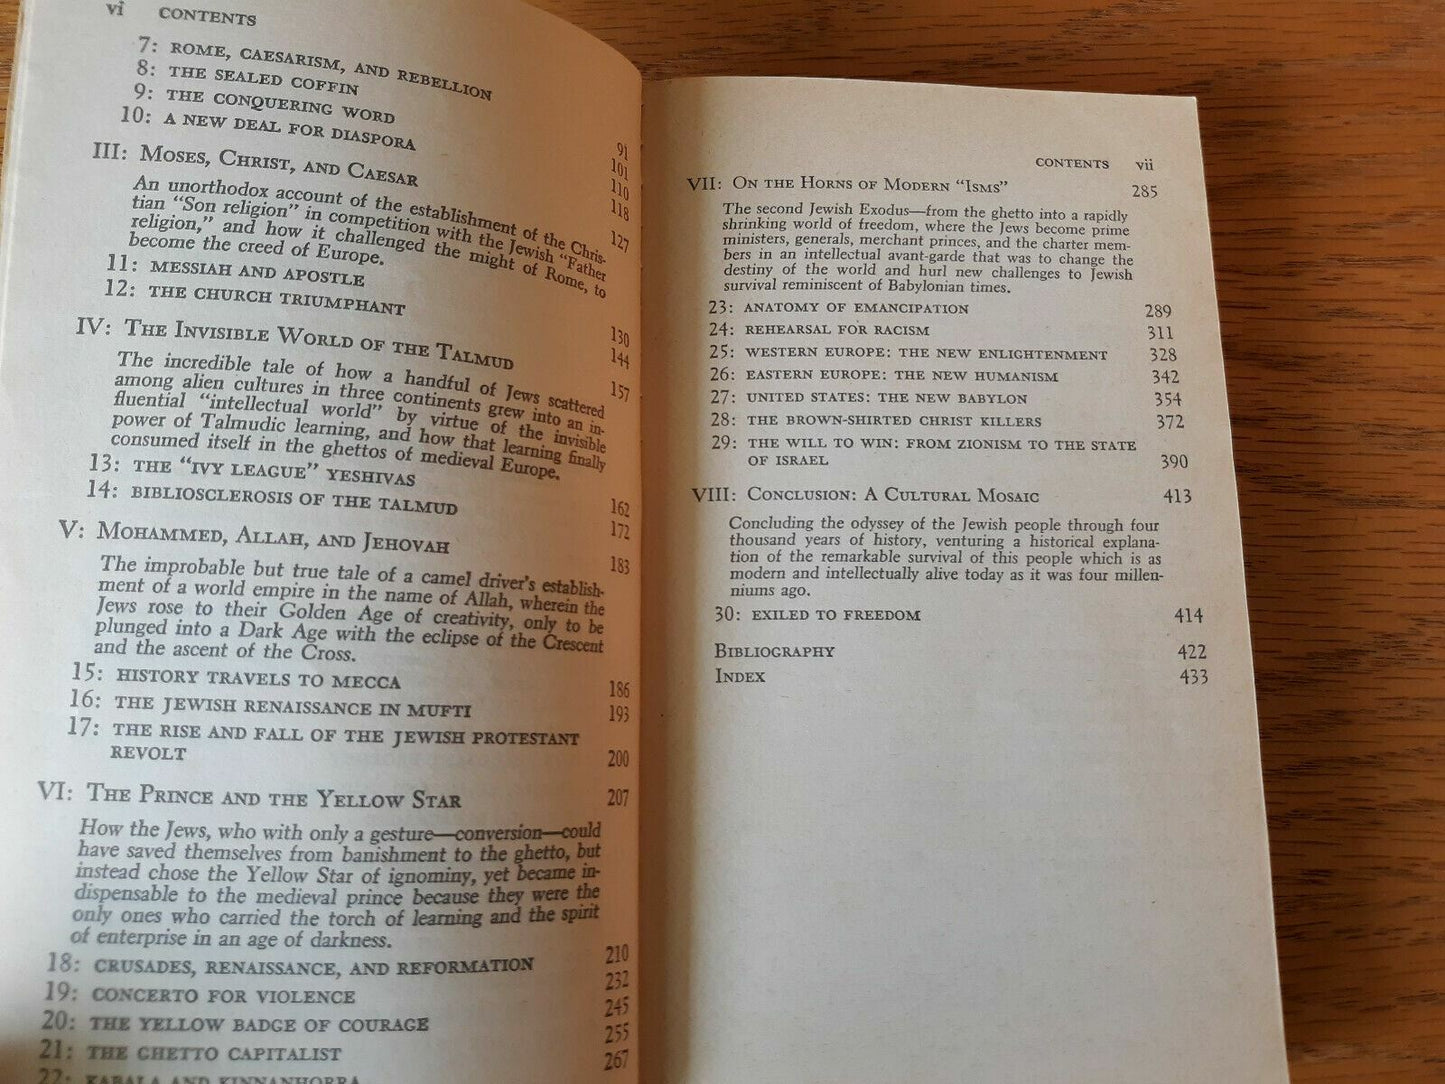 vi CONTENTS
7: ROME, CAESARISM, AND REBELLION 91
8: THE SEALED COFFIN 101
9: THE CONQUERING WORD 110
10: A NEW DEAL FOR DIASPORA 118
III: MOSES, CHRIST, AND CAESAR 127
An unorthodox account of the establishment of the Chris-
tian "Son religion" in competition with the Jewish "Father
religion," and how it challenged the might of Rome, to
become the creed of Europe.
11: MESSIAH AND APOSTLE 130
12: THE CHURCH TRIUMPHANT 144
IV: THE INVISIBLE WORLD OF THE TALMUD 157
The incredible tale of how a handful of Jews scattered
among alien cultures in three continents grew into an in-
fluential "intellectual world" by virtue of the invisible
power of Talmudic learning, and how that learning finally
consumed itself in the ghettos of medieval Europe.
13: THE "IVY LEAGUE" YESHIVAS 162
14: BIBLIOSCLEROSIS OF THE TALMUD 172
V: MOHAMMED, ALLAH, AND JEHOVAH 183
The improbable but true tale of a camel driver's establish-
ment of a world empire in the name of Allah, wherein the
Jews rose to their Golden Age of creativity, only to be
plunged into a Dark Age with the eclipse of the Crescent
and the ascent of the Cross.
15: HISTORY TRAVELS TO MECCA 186
16: THE JEWISH RENAISSANCE IN MUFTI 193
17: THE RISE AND FALL OF THE JEWISH PROTESTANT
REVOLT 200
VI: THE PRINCE AND THE YELLOW STAR 207
How the Jews, who with only a gesture—conversion—could
have saved themselves from banishment to the ghetto, but
instead chose the Yellow Star of ignominy, yet became in-
dispensable to the medieval prince because they were the
only ones who carried the torch of learning and the spirit
of enterprise in an age of darkness.
18: CRUSADES, RENAISSANCE, AND REFORMATION 210
19: CONCERTO FOR VIOLENCE 232
20: THE YELLOW BADGE OF COURAGE 245
21: THE GHETTO CAPITALIST 255
22: KABALA AND KINNANHORRA 267
CONTENTS vii
VII: ON THE HORNS OF MODERN "ISMS" 285
The second Jewish Exodus—from the ghetto into a rapidly
shrinking world of freedom, where the Jews become prime
ministers, generals, merchant princes, and the charter mem-
bers in an intellectual avant-garde that was to change the
destiny of the world and hurl new challenges to Jewish
survival reminiscent of Babylonian times.
23: ANATOMY OF EMANCIPATION 289
24: REHEARSAL FOR RACISM 311
25: WESTERN EUROPE: THE NEW ENLIGHTENMENT 328
26: EASTERN EUROPE: THE NEW HUMANISM 342
27: UNITED STATES: THE NEW BABYLON 354
28: THE BROWN-SHIRTED CHRIST KILLERS 372
29: THE WILL TO WIN: FROM ZIONISM TO THE STATE
OF ISRAEL 390
VIII: CONCLUSION: A CULTURAL MOSAIC 413
Concluding the odyssey of the Jewish people through four
thousand years of history, venturing a historical explana-
tion of the remarkable survival of this people which is as
modern and intellectually alive today as it was four millen-
niums ago.
30: EXILED TO FREEDOM 414
BIBLIOGRAPHY 422
INDEX 433